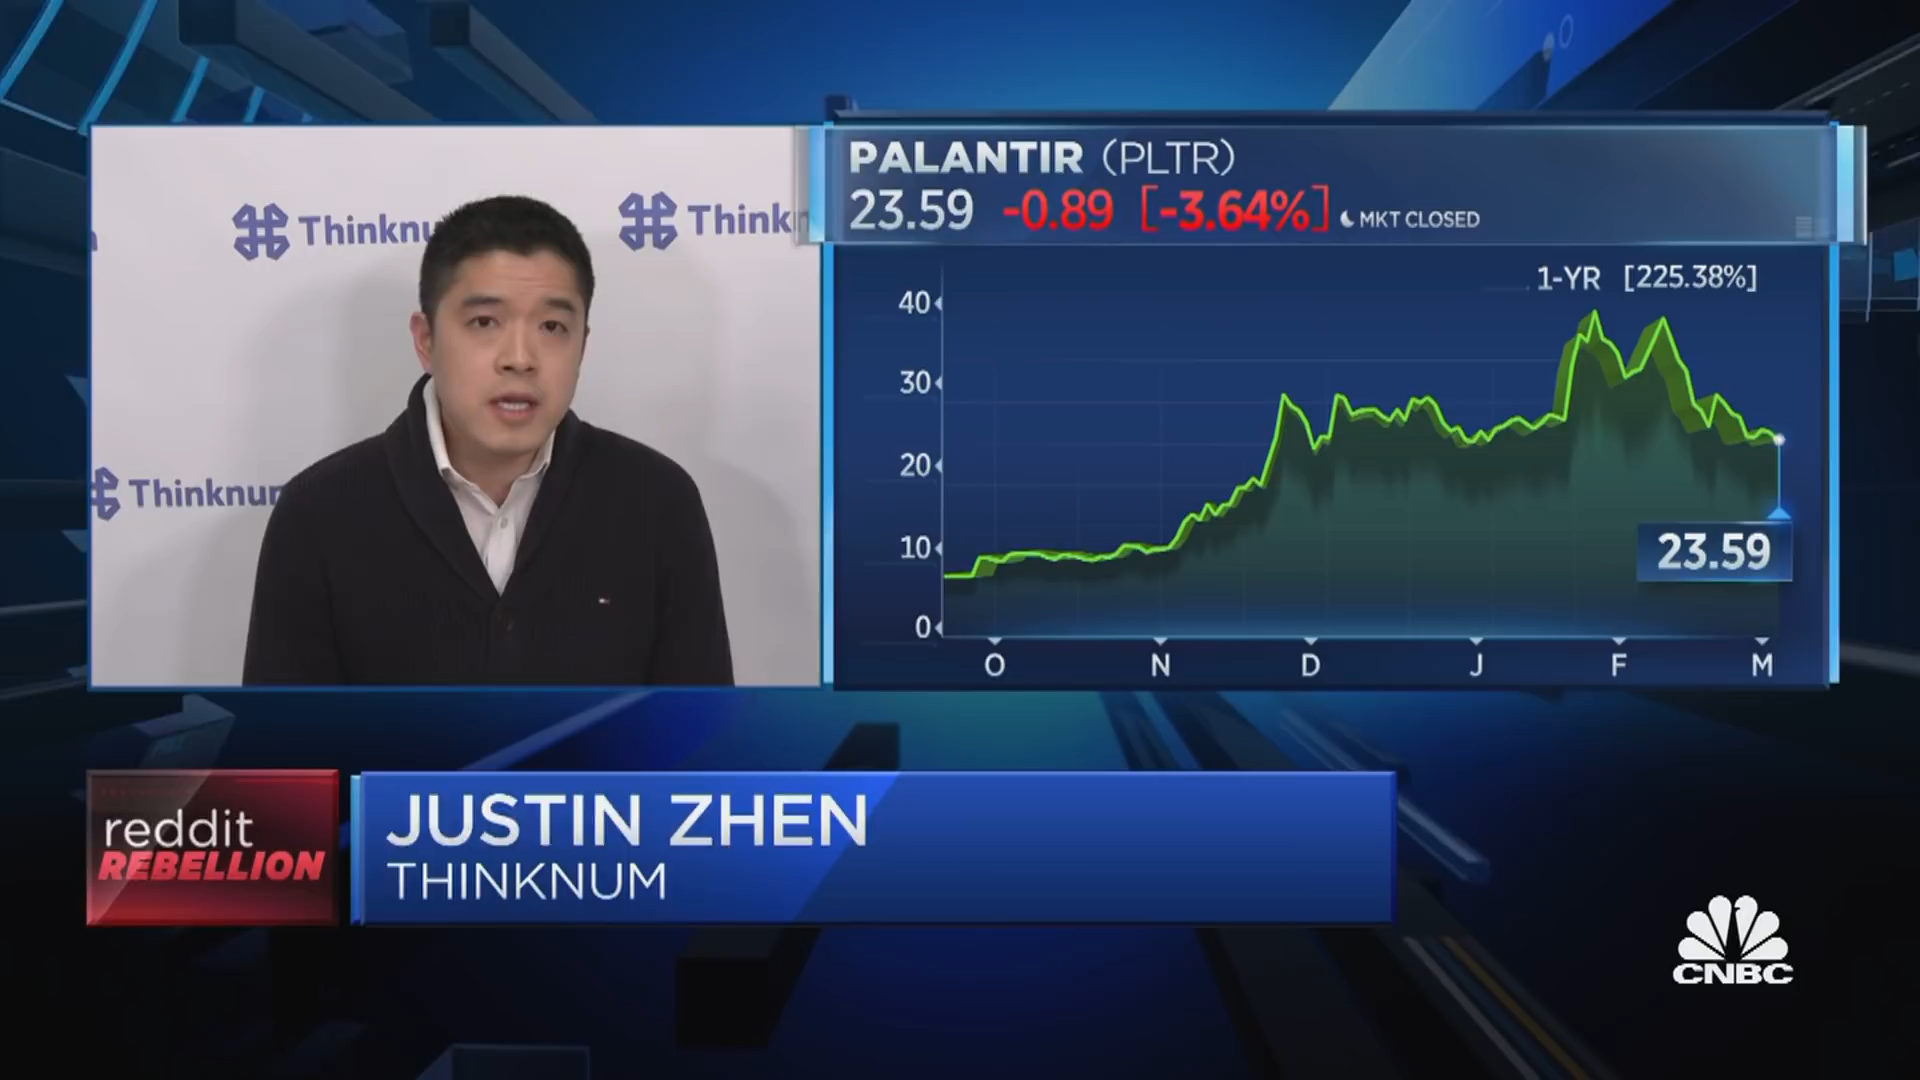 Thinknu
Think
Thinknum
PALANTIR (PLTR)
23.59 -0.89 [-3.64%] MKT CLOSED
1-YR [225.38%]
40
30
20
10
0
23.59
O N D J F M
reddit
REBELLION
JUSTIN ZHEN
THINKNUM
CNBC